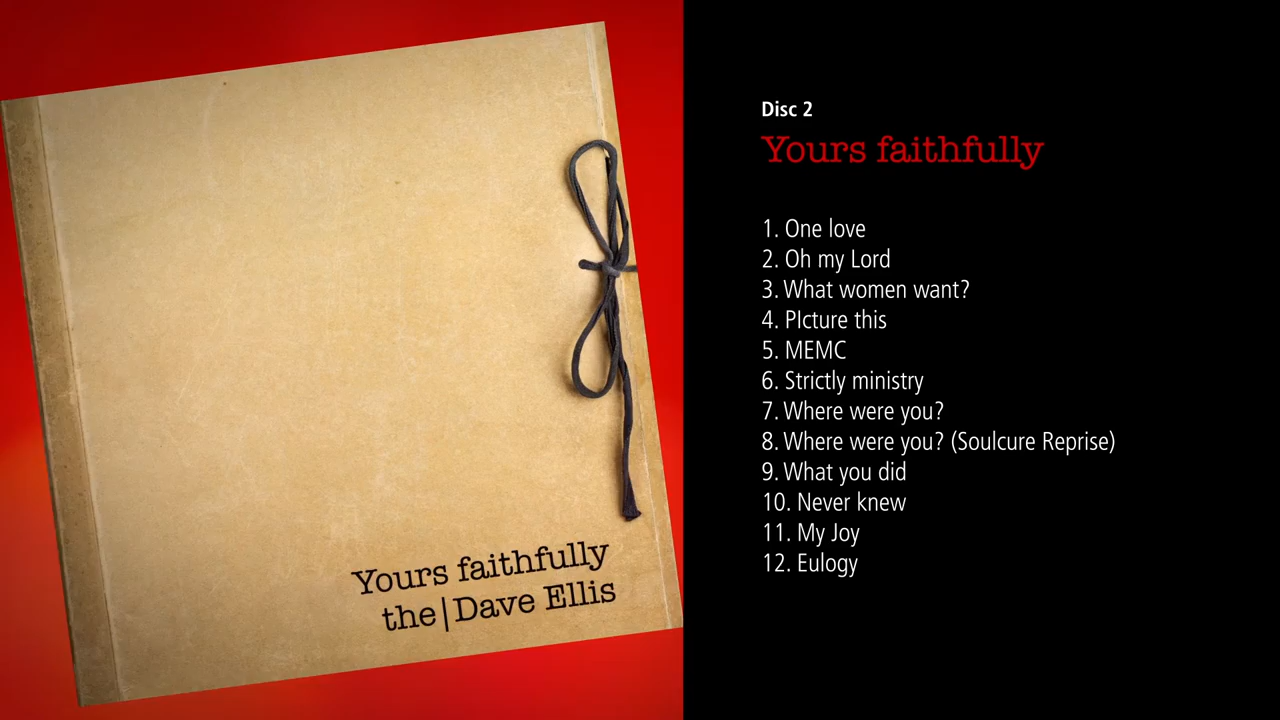 Yours faithfully
the|Dave Ellis
Disc 2
Yours faithfully
1. One love
2. Oh my Lord
3. What women want?
4. PIcture this
5. MEMC
6. Strictly ministry
7. Where were you?
8. Where were you? (Soulcure Reprise)
9. What you did
10. Never knew
11. My Joy
12. Eulogy